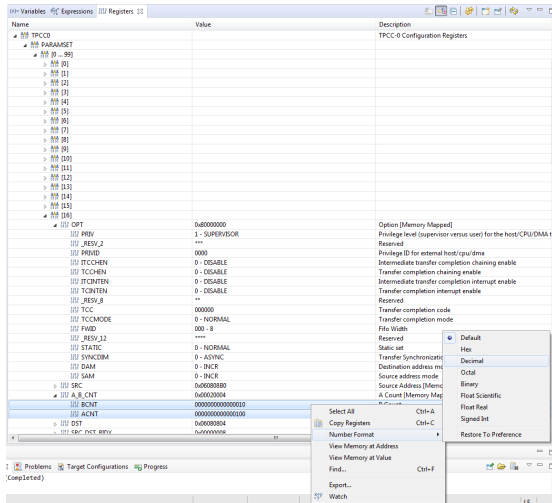 Variables Expressions Registers
Name Value Description
TPCC0 TPCC-0 Configuration Registers
PARAMSET
[0 ... 99]
[0]
[1]
[2]
[3]
[4]
[5]
[6]
[7]
[8]
[9]
[10]
[11]
[12]
[13]
[14]
[15]
[16]
OPT 0x80000000 Option [Memory Mapped]
PRIV 1 - SUPERVISOR Privilege level (supervisor versus user) for the host/CPU/DMA t
_RESV_2 *** Reserved
PRIVID 0000 Privilege ID for external host/cpu/dma
ITCCHEN 0 - DISABLE Intermediate transfer completion chaining enable
TCCHEN 0 - DISABLE Transfer completion chaining enable
ITCINTEN 0 - DISABLE Intermediate transfer completion interrupt enable
TCINTEN 0 - DISABLE Transfer completion interrupt enable
_RESV_8 ** Reserved
TCC 000000 Transfer completion code
TCCMODE 0 - NORMAL Transfer completion mode
FWID 000 - 8 Fifo Width
_RESV_12 **** Reserved
STATIC 0 - NORMAL Static set
SYNCDIM 0 - ASYNC Transfer Synchronizatio
DAM 0 - INCR Destination address mo
SAM 0 - INCR Source address mode
SRC 0x060808B0 Source Address [Memo
A_B_CNT 0x00020004 A Count [Memory Map
BCNT 0000000000000010 B Count
ACNT 0000000000000100
DST 0x06080804
SRC_DST_BIDX 0x00000008
Default
Hex
Decimal
Octal
Binary
Float Scientific
Float Real
Signed Int
Restore To Preference
Select All Ctrl+A
Copy Registers Ctrl+C
Number Format
View Memory at Address
View Memory at Value
Find... Ctrl+F
Export...
Watch
Problems Target Configurations Progress
[Completed]
LE